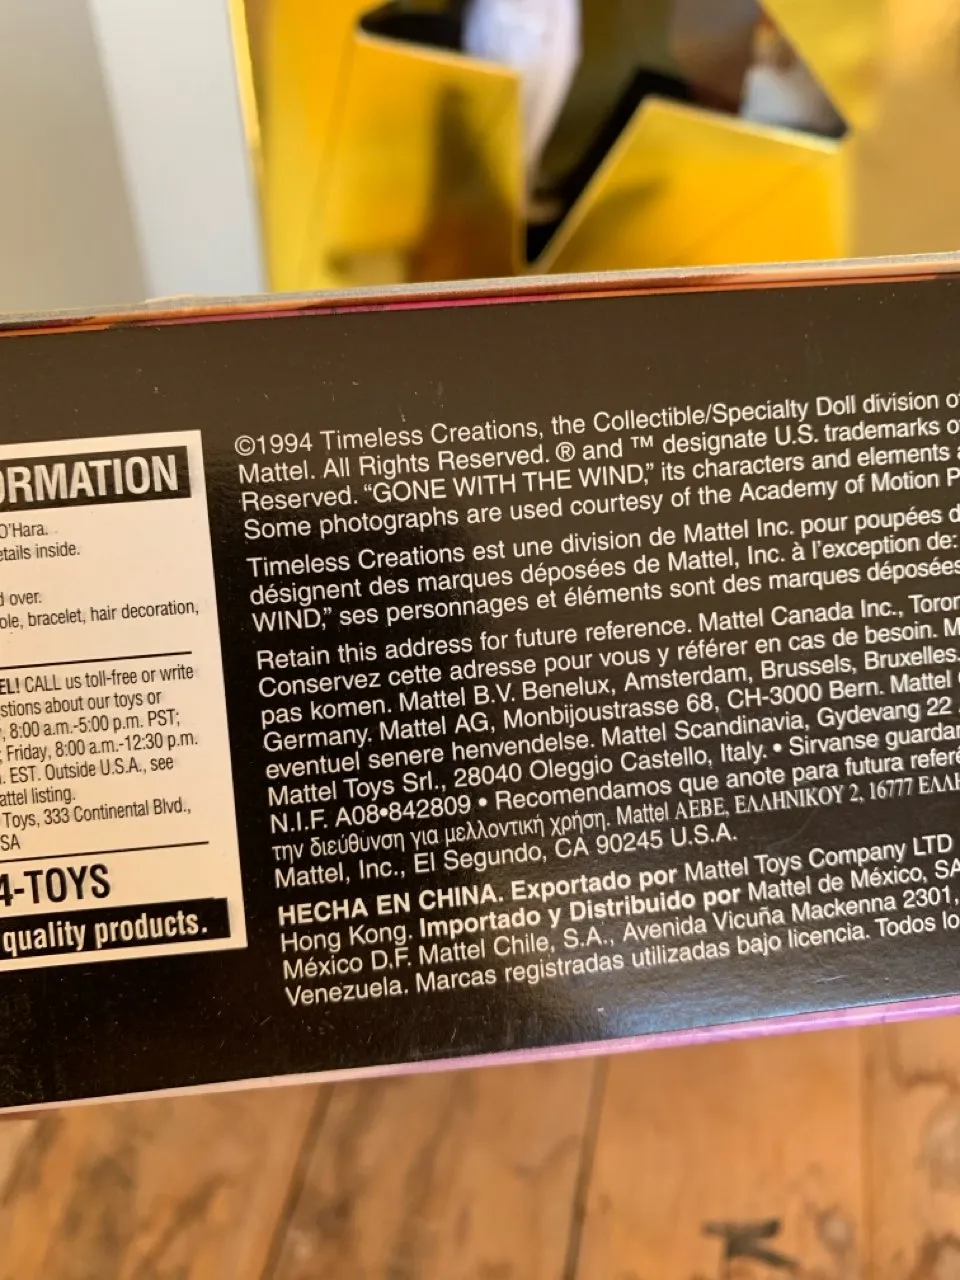 ORMATION
O'Hara.
etails inside.
d over.
ole, bracelet, hair decoration,
EL! CALL us toll-free or write
stions about our toys or
, 8:00 a.m.-5:00 p.m. PST;
; Friday, 8:00 a.m.-12:30 p.m.
. EST. Outside U.S.A., see
attel listing.
Toys, 333 Continental Blvd.,
SA
4-TOYS
quality products.
©1994 Timeless Creations, the Collectible/Specialty Doll division of
Mattel. All Rights Reserved. ® and ™ designate U.S. trademarks of
Reserved. “GONE WITH THE WIND,” its characters and elements a
Some photographs are used courtesy of the Academy of Motion P
Timeless Creations est une division de Mattel Inc. pour poupées d
désignent des marques déposées de Mattel, Inc. à l'exception de:
WIND,” ses personnages et éléments sont des marques déposées
Retain this address for future reference. Mattel Canada Inc., Toron
Conservez cette adresse pour vous y référer en cas de besoin. M
pas komen. Mattel B.V. Benelux, Amsterdam, Brussels, Bruxelles.
Germany. Mattel AG, Monbijoustrasse 68, CH-3000 Bern. Mattel
eventuel senere henvendelse. Mattel Scandinavia, Gydevang 22
Mattel Toys Srl., 28040 Oleggio Castello, Italy. • Sirvanse guardar
N.I.F. A08•842809 • Recomendamos que anote para futura referê
την διεύθυνση για μελλοντική χρήση. Mattel ΑΕΒΕ, ΕΛΛΗΝΙΚΟΥ 2, 16777 ΕΛΛΗ
Mattel, Inc., El Segundo, CA 90245 U.S.A.
HECHA EN CHINA. Exportado por Mattel Toys Company LTD
Hong Kong. Importado y Distribuido por Mattel de México, SA
México D.F. Mattel Chile, S.A., Avenida Vicuña Mackenna 2301,
Venezuela. Marcas registradas utilizadas bajo licencia. Todos lo